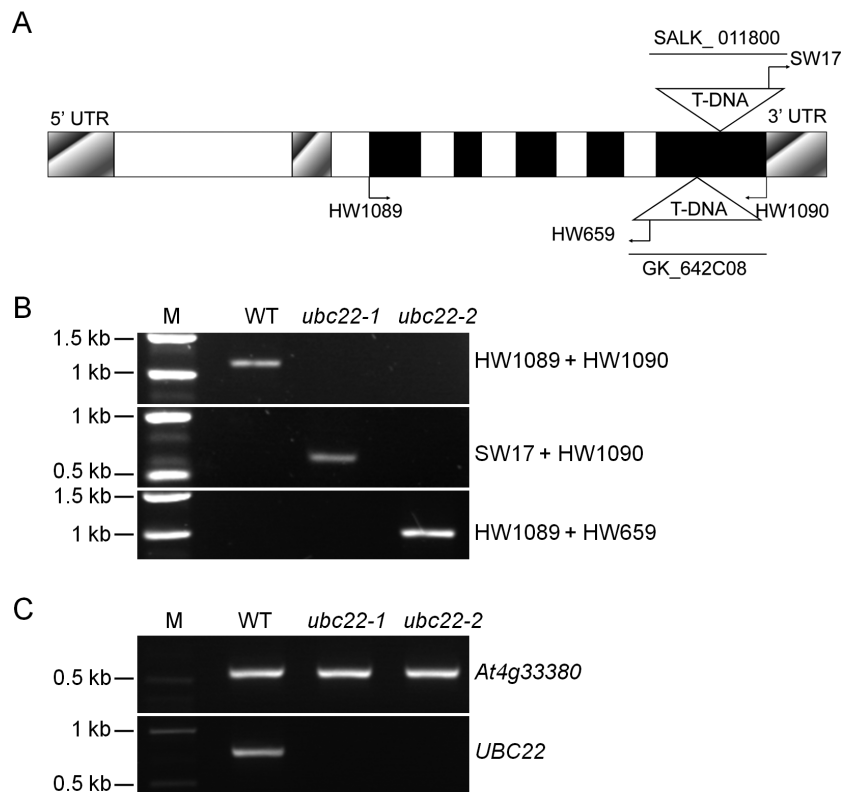 A
SALK_ 011800
SW17
T-DNA
5' UTR
3' UTR
HW1089
T-DNA
HW1090
HW659
GK_642C08
B
M WT ubc22-1 ubc22-2
1.5 kb
1 kb
HW1089 + HW1090
1 kb
0.5 kb
SW17 + HW1090
1.5 kb
1 kb
HW1089 + HW659
C
M WT ubc22-1 ubc22-2
0.5 kb
At4g33380
1 kb
0.5 kb
UBC22